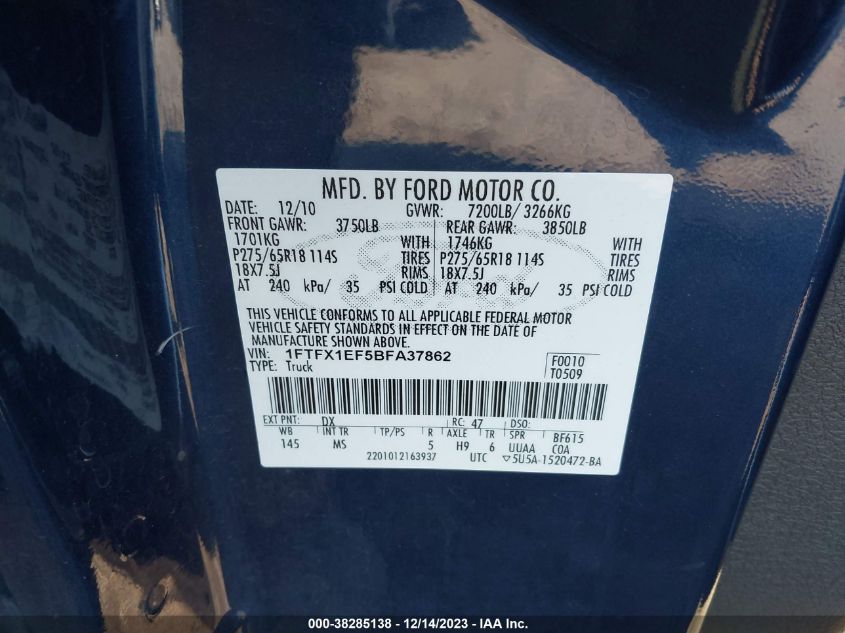 MFD. BY FORD MOTOR CO.
DATE: 12/10 GVWR: 7200LB/ 3266KG
FRONT GAWR: 3750LB REAR GAWR: 3850LB
1701KG WITH 1746KG WITH
P275/65R18 114S TIRES P275/65R18 114S TIRES
18X7.5J RIMS 18X7.5J RIMS
AT 240 kPa/ 35 PSI COLD AT 240 kPa/ 35 PSI COLD
THIS VEHICLE CONFORMS TO ALL APPLICABLE FEDERAL MOTOR
VEHICLE SAFETY STANDARDS IN EFFECT ON THE DATE OF
MANUFACTURE SHOWN ABOVE.
VIN: 1FTFX1EF5BFA37862 F0010
TYPE: Truck T0509
EXT PNT: DX RC: 47 DSO:
WB INT TR TP/PS R AXLE TR SPR BF615
145 MS 5 H9 6 UUAA COA
2201012163937 UTC ▽5U5A-1520472-BA
000-38285138 - 12/14/2023 - IAA Inc.